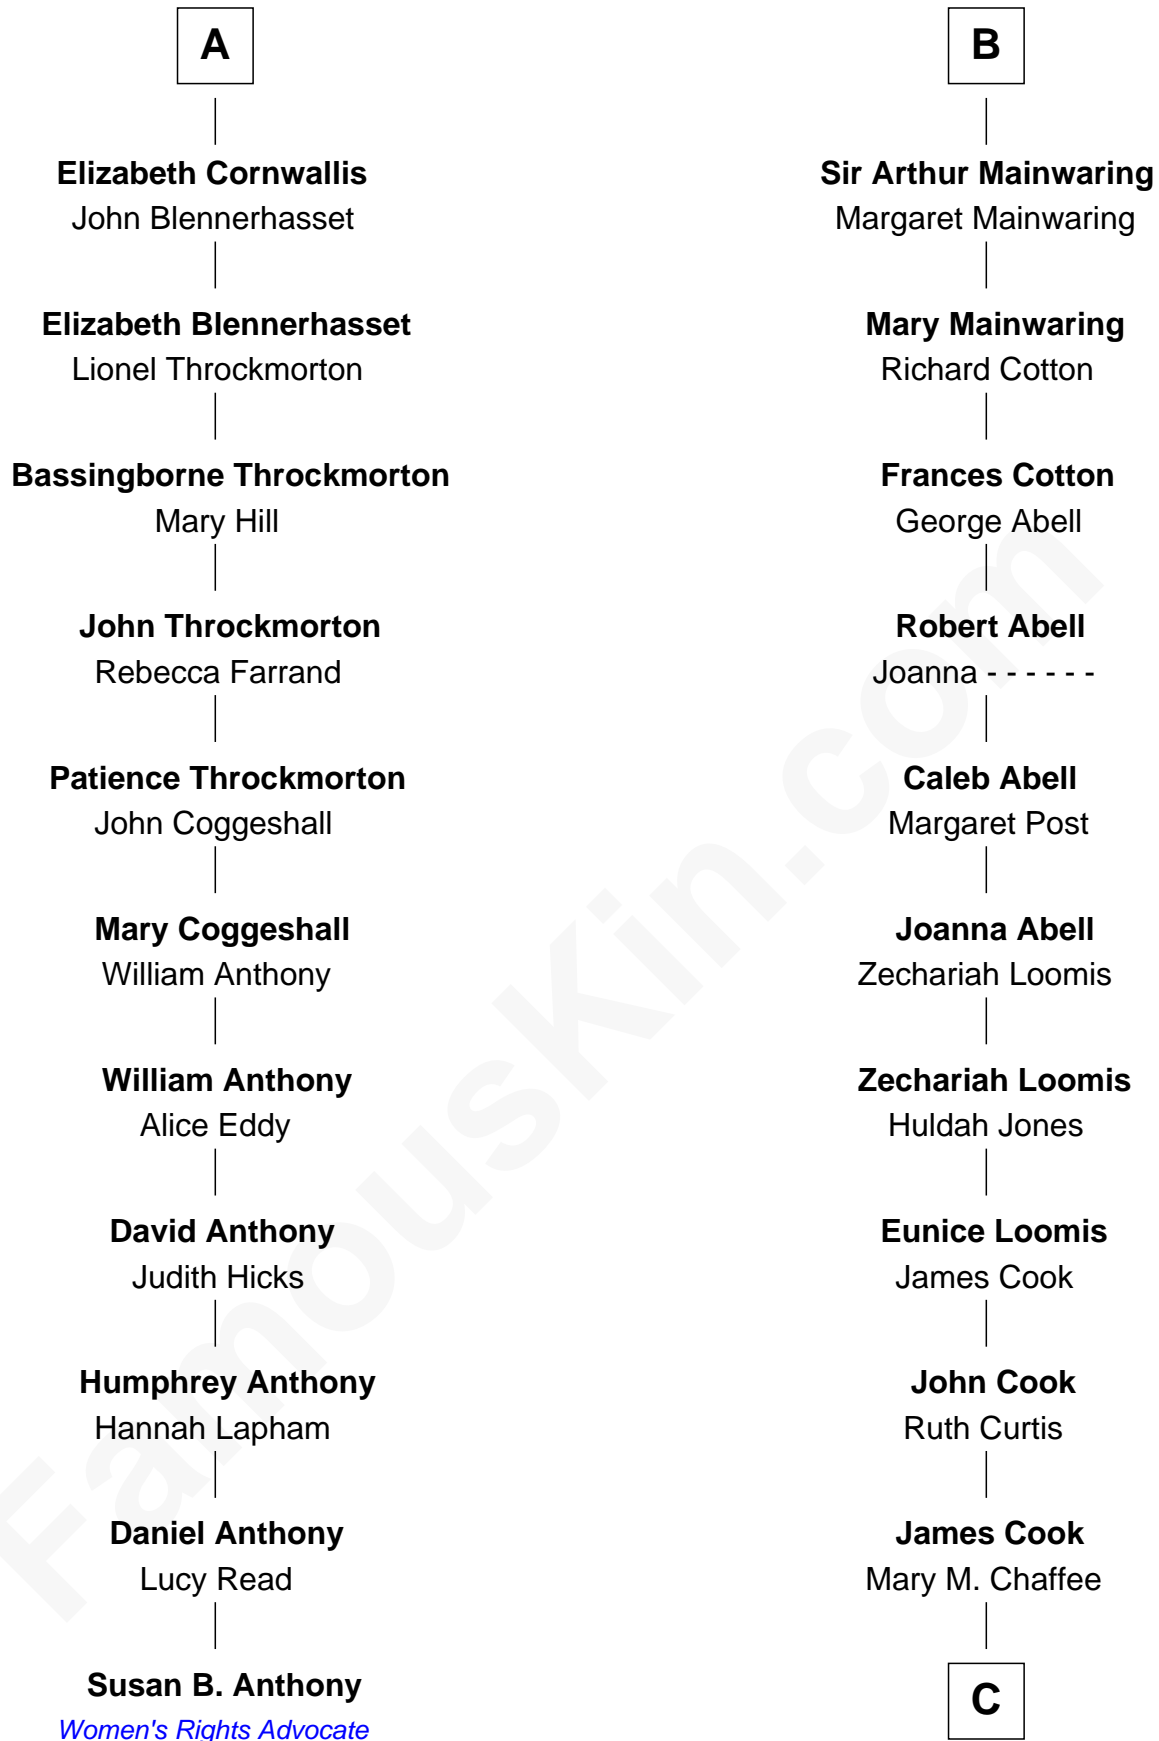 A
Elizabeth Cornwallis
John Blennerhasset
Elizabeth Blennerhasset
Lionel Throckmorton
Bassingborne Throckmorton
Mary Hill
John Throckmorton
Rebecca Farrand
Patience Throckmorton
John Coggeshall
Mary Coggeshall
William Anthony
William Anthony
Alice Eddy
David Anthony
Judith Hicks
Humphrey Anthony
Hannah Lapham
Daniel Anthony
Lucy Read
Susan B. Anthony
Women's Rights Advocate
B
Sir Arthur Mainwaring
Margaret Mainwaring
Mary Mainwaring
Richard Cotton
Frances Cotton
George Abell
Robert Abell
Joanna - - - - - -
Caleb Abell
Margaret Post
Joanna Abell
Zechariah Loomis
Zechariah Loomis
Huldah Jones
Eunice Loomis
James Cook
John Cook
Ruth Curtis
James Cook
Mary M. Chaffee
C
FamousKin.com